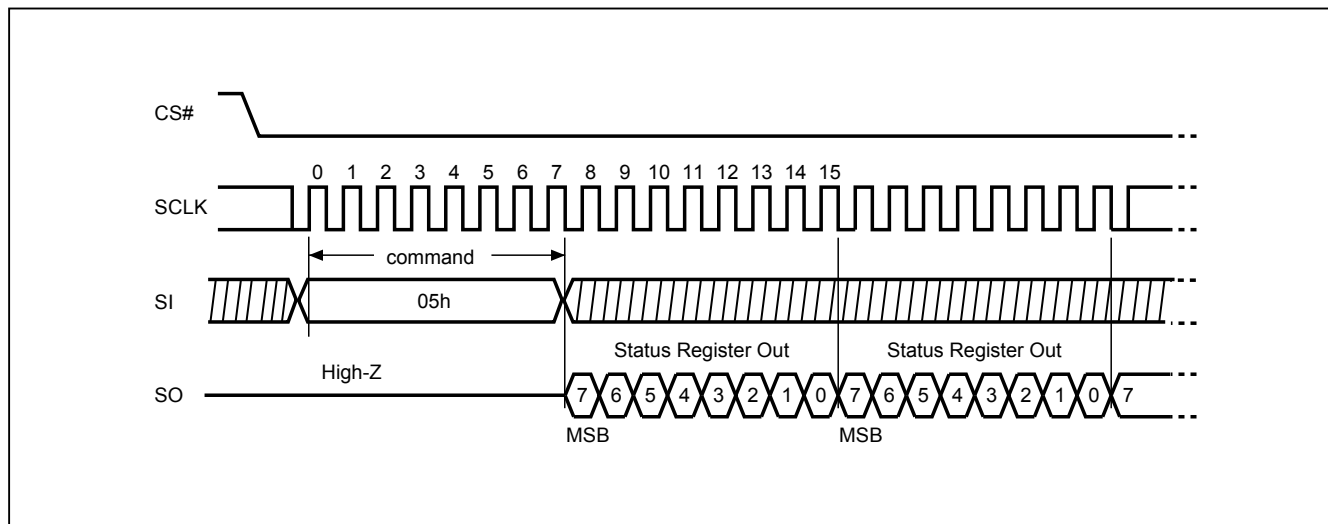 CS#
0 1 2 3 4 5 6 7 8 9 10 11 12 13 14 15
SCLK
command
SI
05h
Status Register Out Status Register Out
High-Z
SO
7 6 5 4 3 2 1 0 7 6 5 4 3 2 1 0 7
MSB MSB